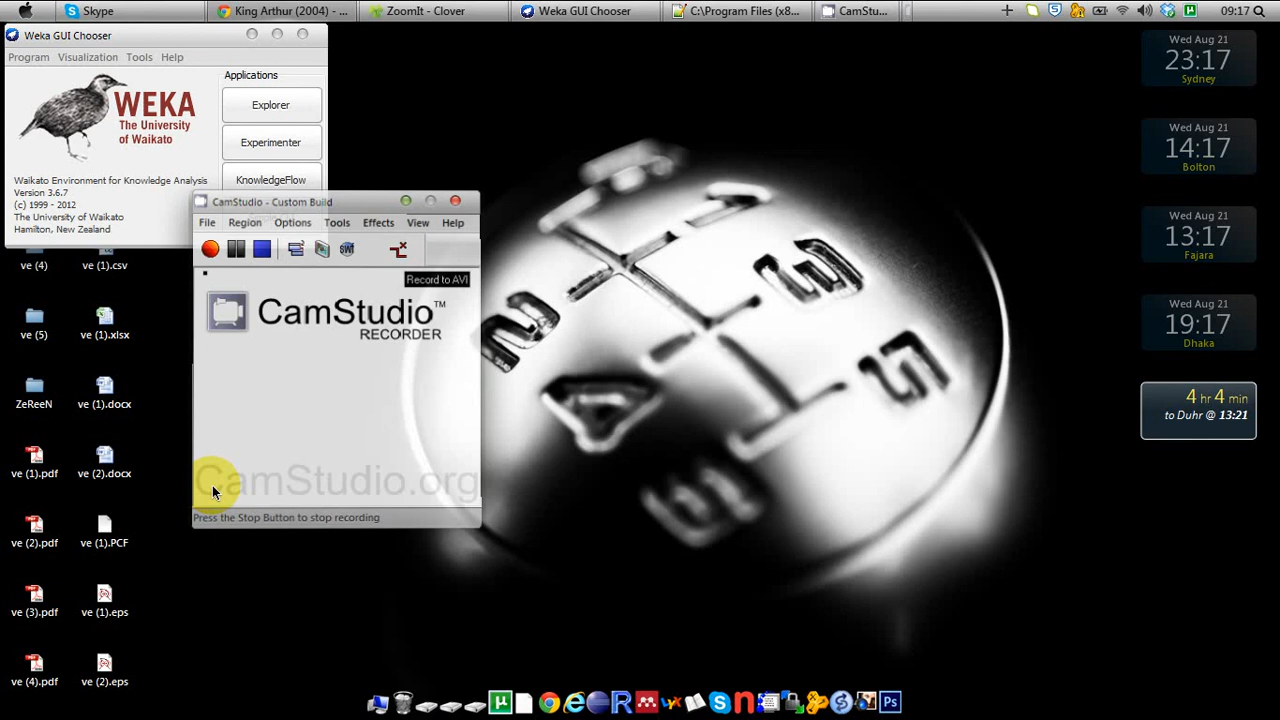 Skype
King Arthur (2004) - ...
ZoomIt - Clover
Weka GUI Chooser
C:\Program Files (x8...
CamStu...
09:17
Weka GUI Chooser
Program Visualization Tools Help
Applications
WEKA
The University
of Waikato
Explorer
Experimenter
KnowledgeFlow
Waikato Environment for Knowledge Analysis
Version 3.6.7
(c) 1999 - 2012
The University of Waikato
Hamilton, New Zealand
CamStudio - Custom Build
File Region Options Tools Effects View Help
Record to AVI
CamStudio™
RECORDER
CamStudio.org
Press the Stop Button to stop recording
ve (4)
ve (1).csv
ve (5)
ve (1).xlsx
ZeReeN
ve (1).docx
ve (1).pdf
ve (2).docx
ve (2).pdf
ve (1).PCF
ve (3).pdf
ve (1).eps
ve (4).pdf
ve (2).eps
1
2
3
4
5
R
Wed Aug 21
23:17
Sydney
Wed Aug 21
14:17
Bolton
Wed Aug 21
13:17
Fajara
Wed Aug 21
19:17
Dhaka
4 hr 4 min
to Duhr @ 13:21
Ps